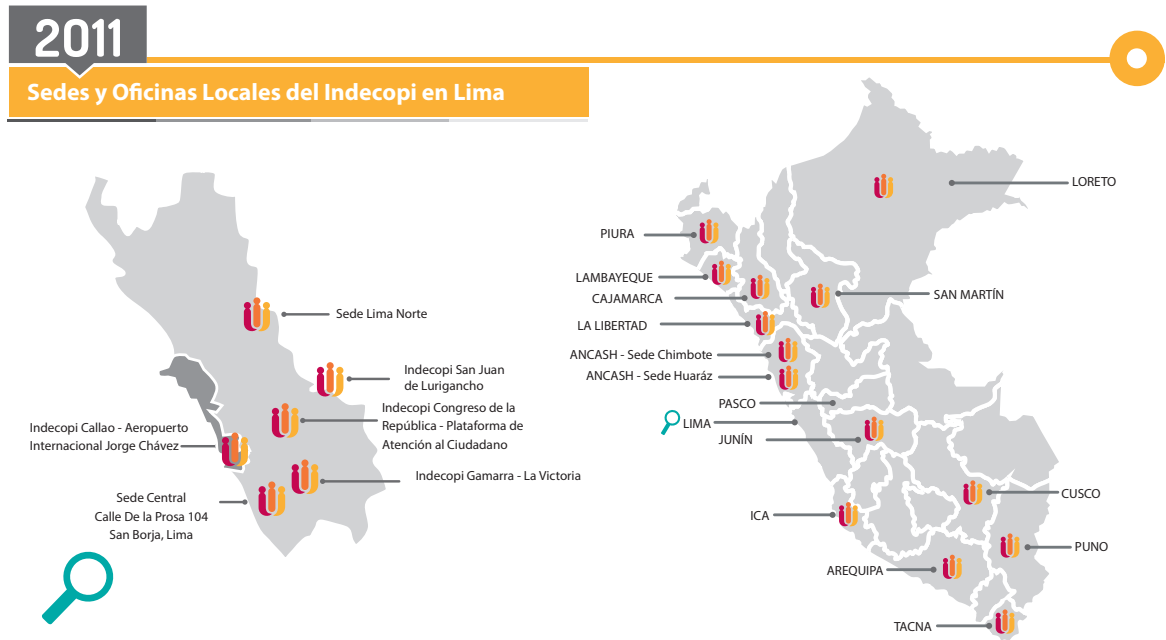 2011
Sedes y Oficinas Locales del Indecopi en Lima
Sede Lima Norte
Indecopi San Juan
de Lurigancho
Indecopi Congreso de la
República - Plataforma de
Atención al Ciudadano
Indecopi Callao - Aeropuerto
Internacional Jorge Chávez
Indecopi Gamarra - La Victoria
Sede Central
Calle De la Prosa 104
San Borja, Lima
LORETO
PIURA
LAMBAYEQUE
CAJAMARCA
SAN MARTÍN
LA LIBERTAD
ANCASH - Sede Chimbote
ANCASH - Sede Huaráz
PASCO
LIMA
JUNÍN
CUSCO
ICA
PUNO
AREQUIPA
TACNA